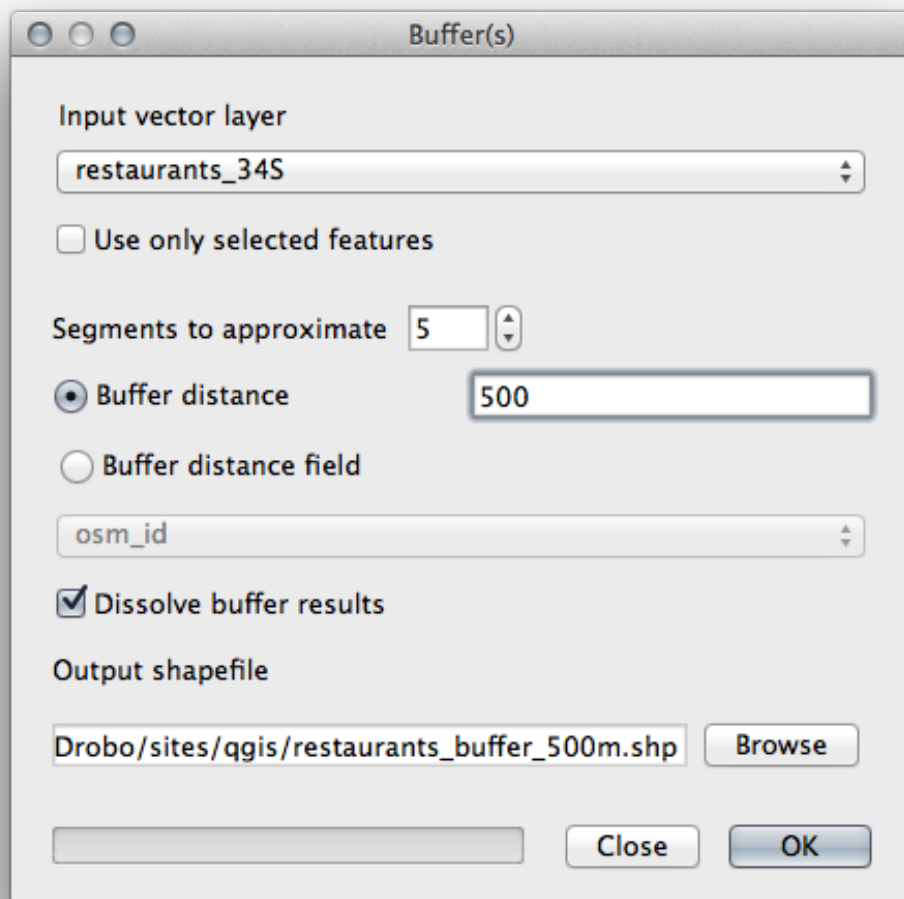 Buffer(s)
Input vector layer
restaurants_34S
Use only selected features
Segments to approximate 5
Buffer distance 500
Buffer distance field
osm_id
Dissolve buffer results
Output shapefile
Drobo/sites/qgis/restaurants_buffer_500m.shp Browse
Close OK